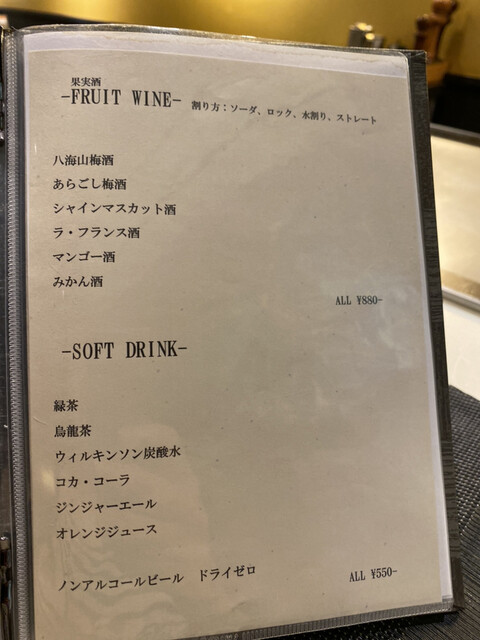 果実酒
-FRUIT WINE- 割り方：ソーダ、ロック、水割り、ストレート
八海山梅酒
あらごし梅酒
シャインマスカット酒
ラ・フランス酒
マンゴー酒
みかん酒
ALL ¥880-
-SOFT DRINK-
緑茶
烏龍茶
ウィルキンソン炭酸水
コカ・コーラ
ジンジャーエール
オレンジジュース
ノンアルコールビール　ドライゼロ ALL ¥550-